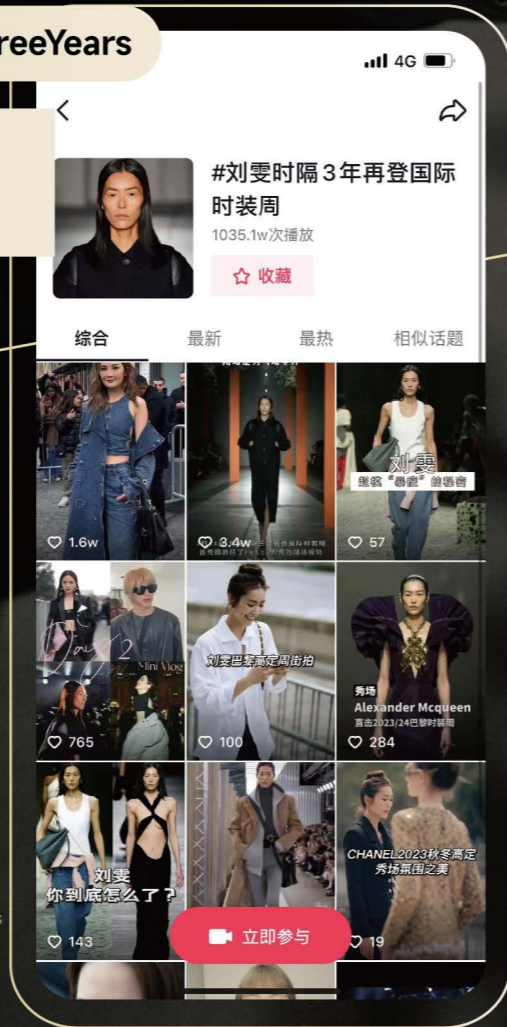 reeYears
4G
#刘雯时隔3年再登国际
时装周
1035.1w次播放
收藏
综合
最新
最热
相似话题
1.6w
3.4w
刘雯
57
Days2
Mini Vlog
765
刘雯巴黎高定周街拍
100
秀场
Alexander Mcqueen
直击2023/24巴黎时装周
284
刘雯
你到底怎么了？
143
CHANEL2023秋冬高定
秀场氛围之美
19
立即参与